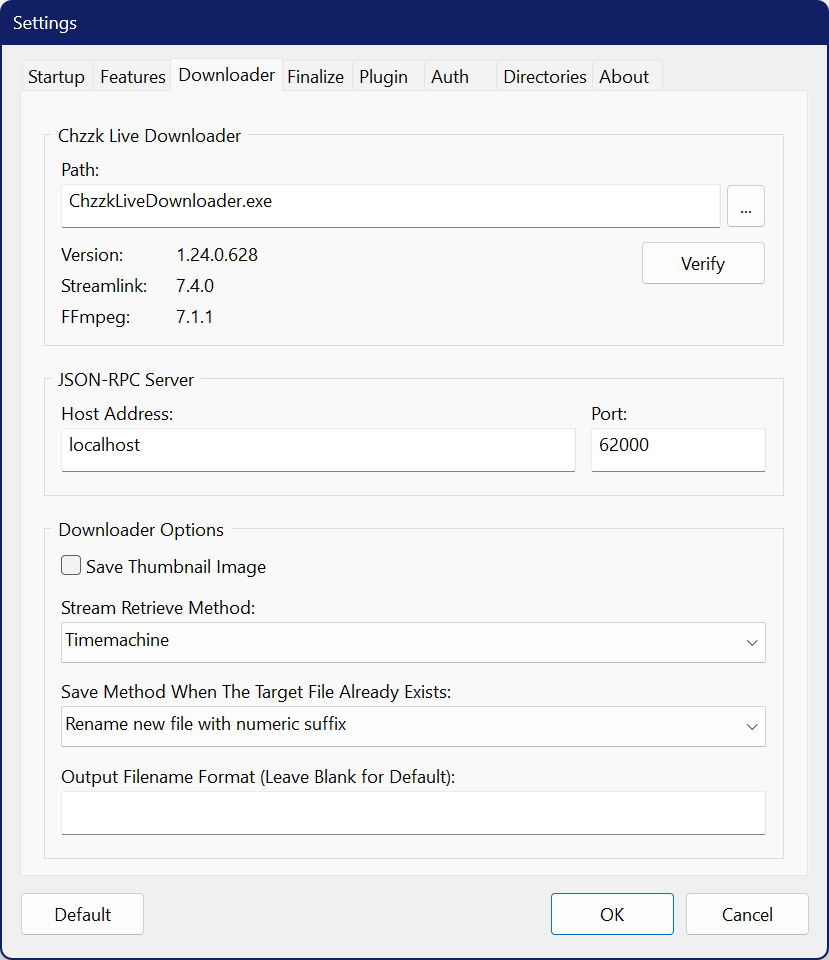 Settings
Startup Features Downloader Finalize Plugin Auth Directories About
Chzzk Live Downloader
Path:
ChzzkLiveDownloader.exe ...
Version: 1.24.0.628 Verify
Streamlink: 7.4.0
FFmpeg: 7.1.1
JSON-RPC Server
Host Address: Port:
localhost 62000
Downloader Options
Save Thumbnail Image
Stream Retrieve Method:
Timemachine
Save Method When The Target File Already Exists:
Rename new file with numeric suffix
Output Filename Format (Leave Blank for Default):
Default OK Cancel